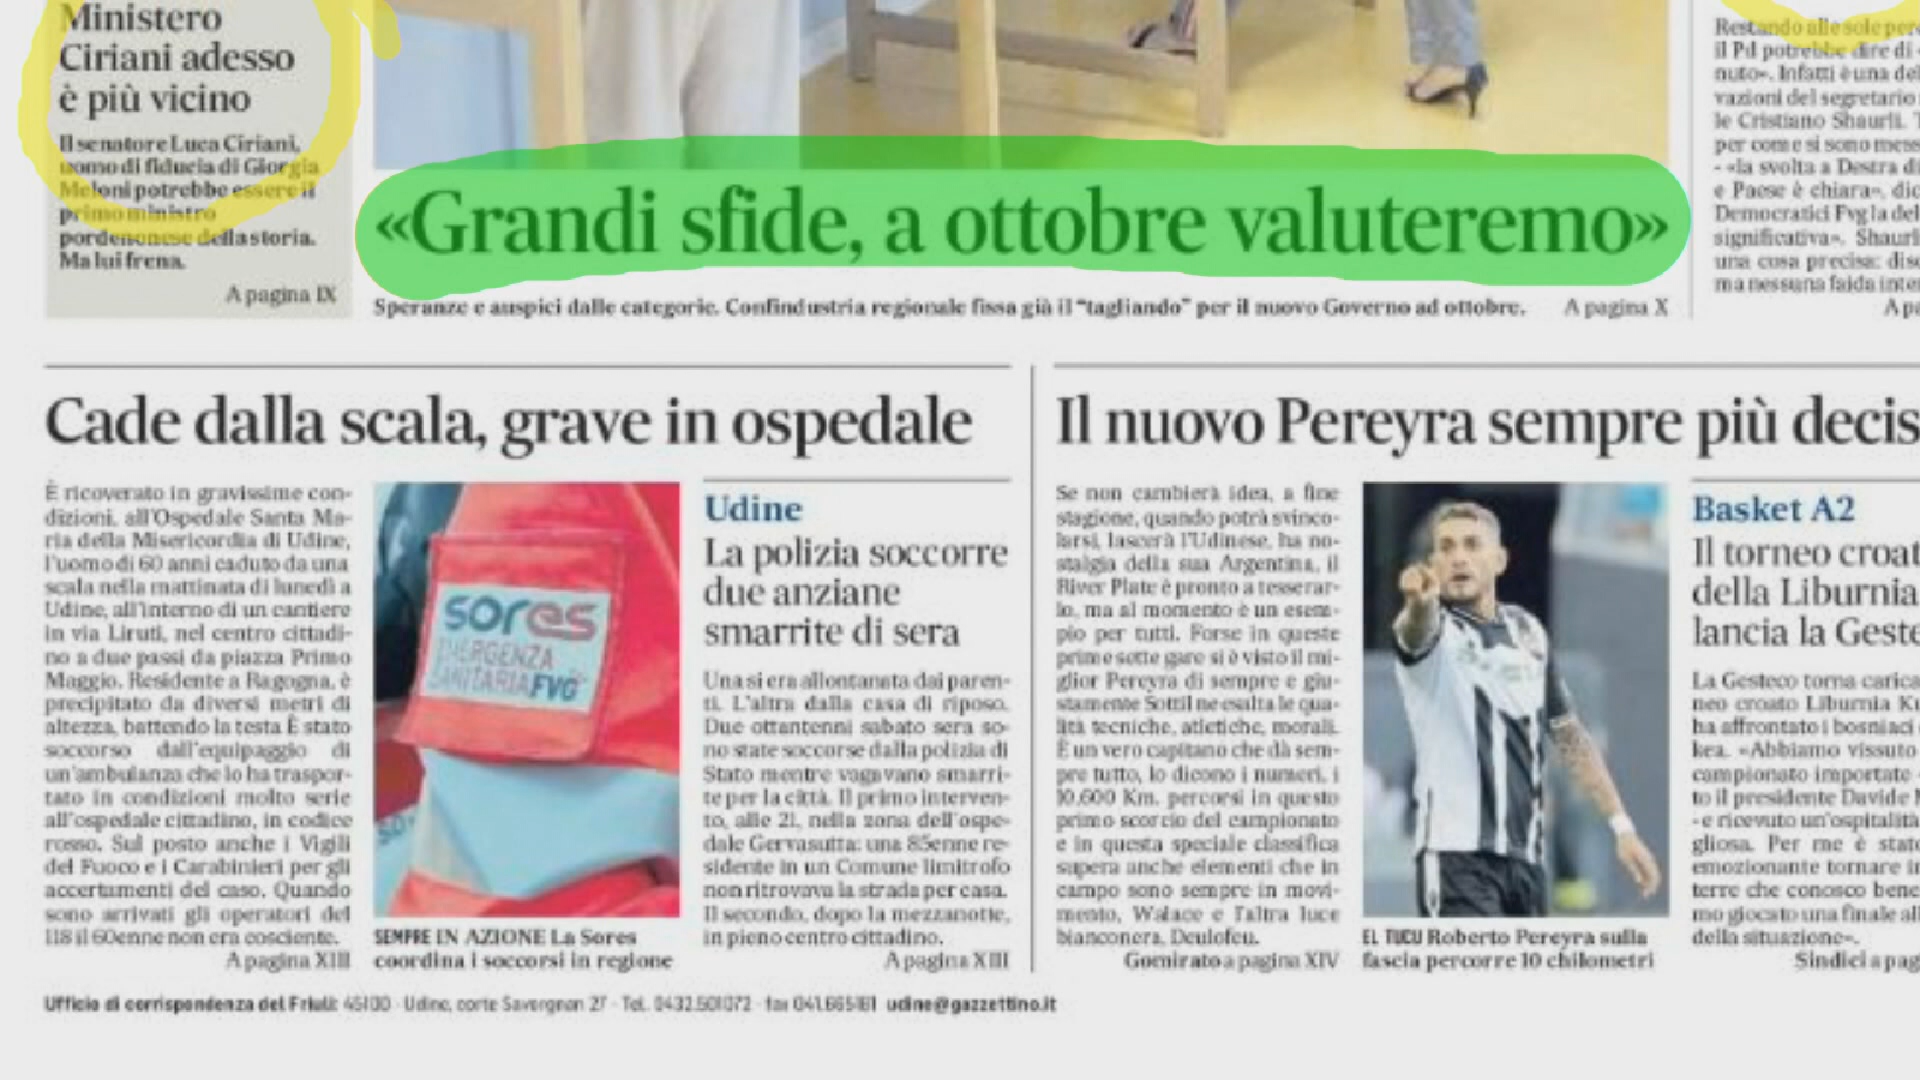 Ministero
Ciriani adesso
è più vicino
Il senatore Luca Ciriani,
uomo di fiducia di Giorgia
Meloni potrebbe essere il
primo ministro
pordenonese della storia.
Ma lui frena.
A pagina IX
«Grandi sfide, a ottobre valuteremo»
Speranze e auspici dalle categorie. Confindustria regionale fissa già il "tagliando" per il nuovo Governo ad ottobre.
A pagina X
Restando alle sole
il Pd potrebbe dire di
nuto». Infatti è una
vazioni del segretario
le Cristiano Shaurli.
per come si sono
- «la svolta a Destra
e Paese è chiara»,
Democratici Fvg la
significativa».
una cosa precisa:
ma nessuna faida
Cade dalla scala, grave in ospedale
È ricoverato in gravissime con-
dizioni, all'Ospedale Santa Ma-
ria della Misericordia di Udine,
l'uomo di 60 anni caduto da una
scala nella mattinata di lunedì a
Udine, all'interno di un cantiere
in via Liruti, nel centro cittadi-
no a due passi da piazza Primo
Maggio. Residente a Ragogna, è
precipitato da diversi metri di
altezza, battendo la testa È stato
soccorso dall'equipaggio di
un'ambulanza che lo ha traspor-
tato in condizioni molto serie
all'ospedale cittadino, in codice
rosso. Sul posto anche i Vigili
del Fuoco e i Carabinieri per gli
accertamenti del caso. Quando
sono arrivati gli operatori del
118 il 60enne non era cosciente.
A pagina XIII
sores
EMERGENZA
SANITARIA FVG
SEMPRE IN AZIONE La Sores
coordina i soccorsi in regione
Udine
La polizia soccorre
due anziane
smarrite di sera
Una si era allontanata dai paren-
ti. L'altra dalla casa di riposo.
Due ottantenni sabato sera so-
no state soccorse dalla polizia di
Stato mentre vagavano smarri-
te per la città. Il primo interven-
to, alle 21, nella zona dell'ospe-
dale Gervasutta: una 85enne re-
sidente in un Comune limitrofo
non ritrovava la strada per casa.
Il secondo, dopo la mezzanotte,
in pieno centro cittadino.
A pagina XIII
Il nuovo Pereyra sempre più decis
Se non cambierà idea, a fine
stagione, quando potrà svinco-
larsi, lascerà l'Udinese, ha no-
stalgia della sua Argentina, il
River Plate è pronto a tesserar-
lo, ma al momento è un esem-
pio per tutti. Forse in queste
prime sette gare si è visto il mi-
glior Pereyra di sempre e giu-
stamente Sottil ne esalta le qua-
lità tecniche, atletiche, morali.
È un vero capitano che dà sem-
pre tutto, lo dicono i numeri, i
10,600 Km. percorsi in questo
primo scorcio del campionato
e in questa speciale classifica
supera anche elementi che in
campo sono sempre in movi-
mento, Walace e l'altra luce
bianconera, Deulofeu.
Gomirato a pagina XIV
EL TUCU Roberto Pereyra sulla
fascia percorre 10 chilometri
Basket A2
Il torneo croat
della Liburnia
lancia la Geste
La Gesteco torna carica
neo croato Liburnia
ha affrontato i bosniaci
kea. «Abbiamo vissuto
campionato importante
to il presidente Davide
- e ricevuto un'ospitalità
gliosa. Per me è stato
emozionante tornare in
terre che conosco bene
mo giocato una finale
della situazione».
Sindici a pag
Ufficio di corrispondenza del Friuli: 45100 - Udine, corte Savorgnan 27 - Tel. 0432.501072 - fax 041.665181 udine@gazzettino.it